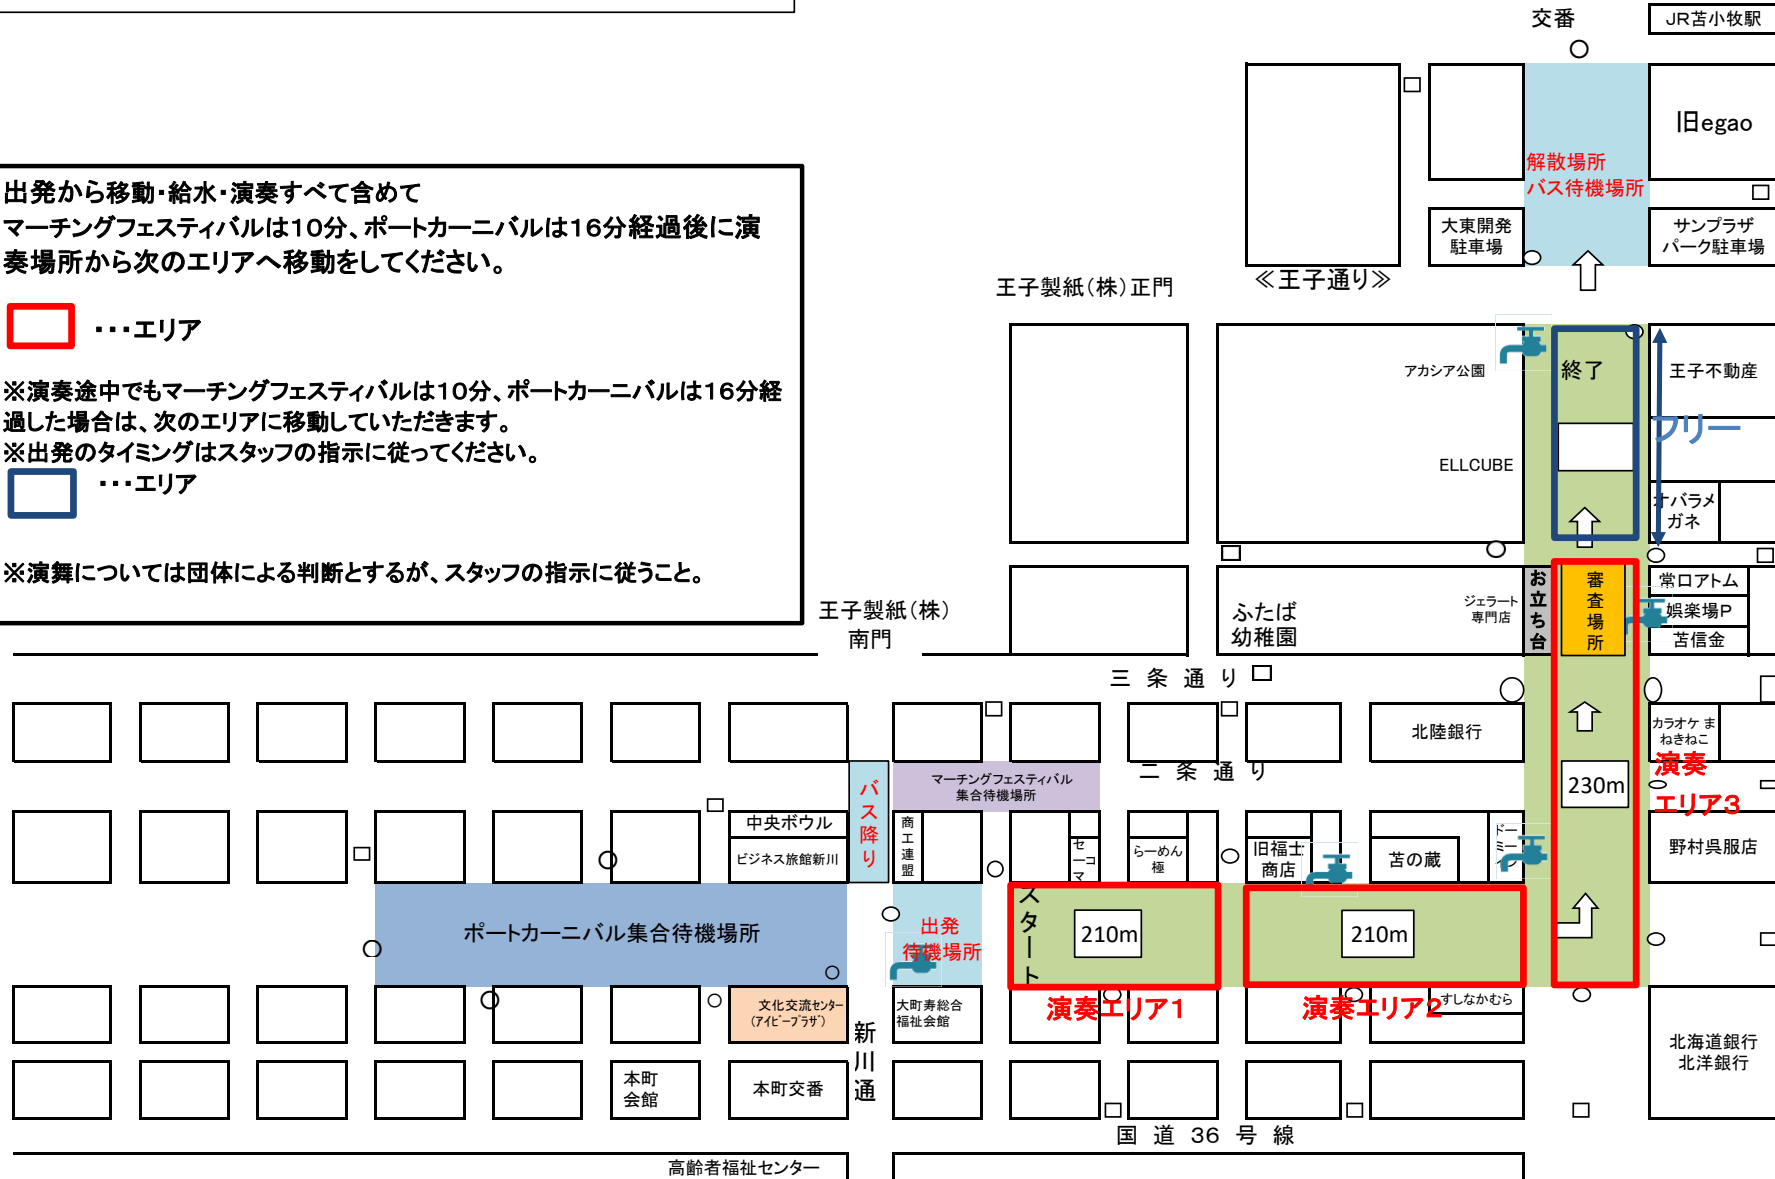 交番
JR苫小牧駅
旧egao
解散場所
バス待機場所
大東開発
駐車場
サンプラザ
パーク駐車場
≪王子通り≫
王子製紙(株)正門
出発から移動・給水・演奏すべて含めて
マーチングフェスティバルは10分、ポートカーニバルは16分経過後に演
奏場所から次のエリアへ移動をしてください。
・・・エリア
※演奏途中でもマーチングフェスティバルは10分、ポートカーニバルは16分経
過した場合は、次のエリアに移動していただきます。
※出発のタイミングはスタッフの指示に従ってください。
・・・エリア
※演舞については団体による判断とするが、スタッフの指示に従うこと。
アカシア公園
終了
王子不動産
フリー
ELLCUBE
オバラメ
ガネ
お立ち台
審査場所
常口アトム
娯楽場P
苫信金
ジェラート
専門店
ふたば
幼稚園
王子製紙(株)
南門
三条通り
北陸銀行
カラオケ ま
ねきねこ
演奏
エリア3
230m
二条通り
マーチングフェスティバル
集合待機場所
バス降り
中央ボウル
ビジネス旅館新川
商工連盟
セーコマ
らーめん
極
旧福士
商店
苫の蔵
ドーミーイン
野村呉服店
ポートカーニバル集合待機場所
出発
待機場所
スタート
210m
210m
演奏エリア1
演奏エリア2
すしなかむら
文化交流センター
(アイビープラザ)
大町寿総合
福祉会館
新川通
北海道銀行
北洋銀行
本町
会館
本町交番
国道36号線
高齢者福祉センター